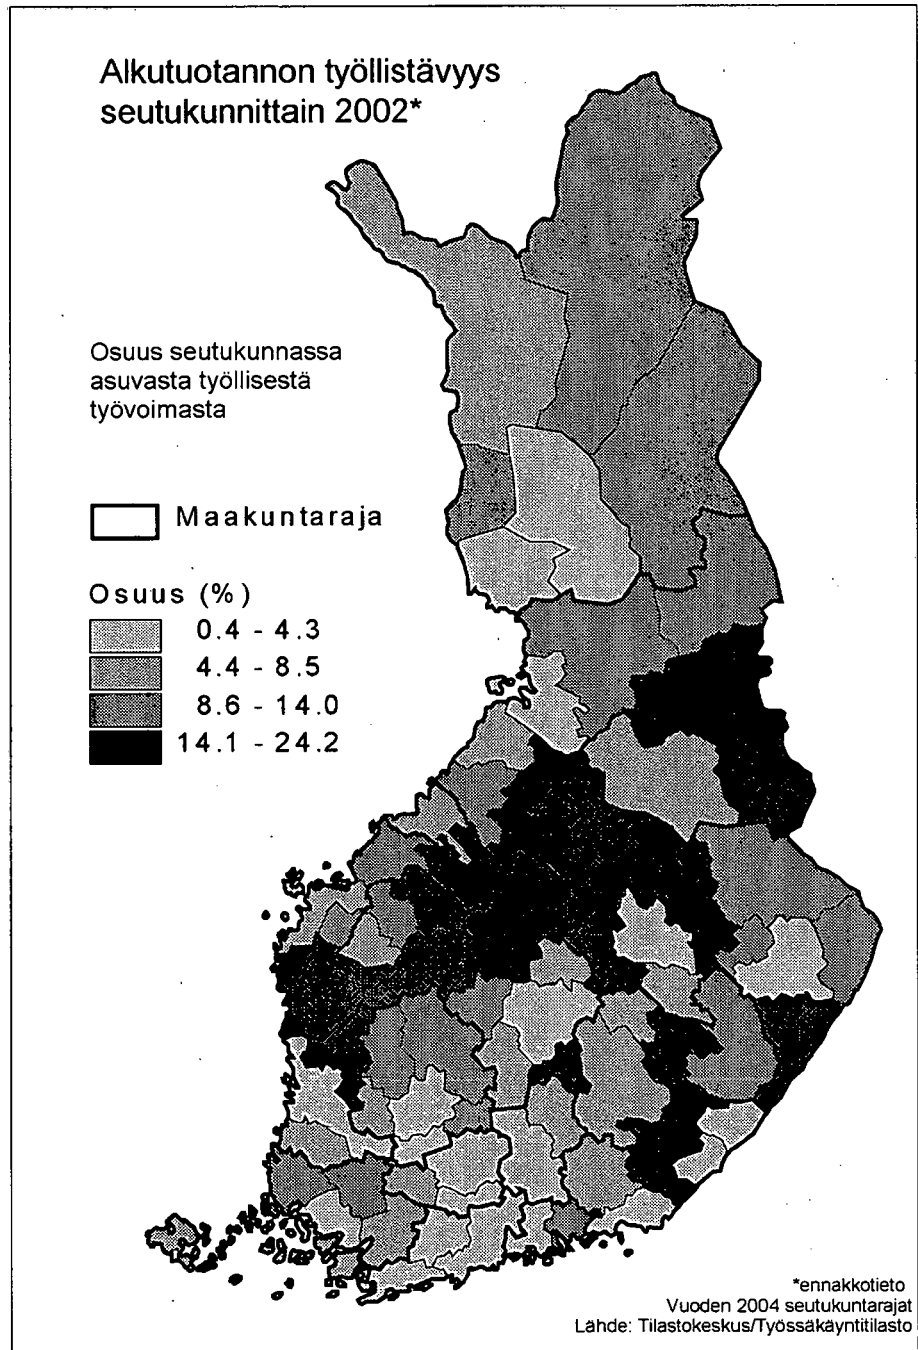 Alkutuotannon työllistävyys
seutukunnittain 2002*
Osuus seutukunnassa
asuvasta työllisestä
työvoimasta
Maakuntaraja
Osuus (%)
0.4 - 4.3
4.4 - 8.5
8.6 - 14.0
14.1 - 24.2
*ennakkotieto
Vuoden 2004 seutukuntarajat
Lähde: Tilastokeskus/Työssäkäyntitilasto